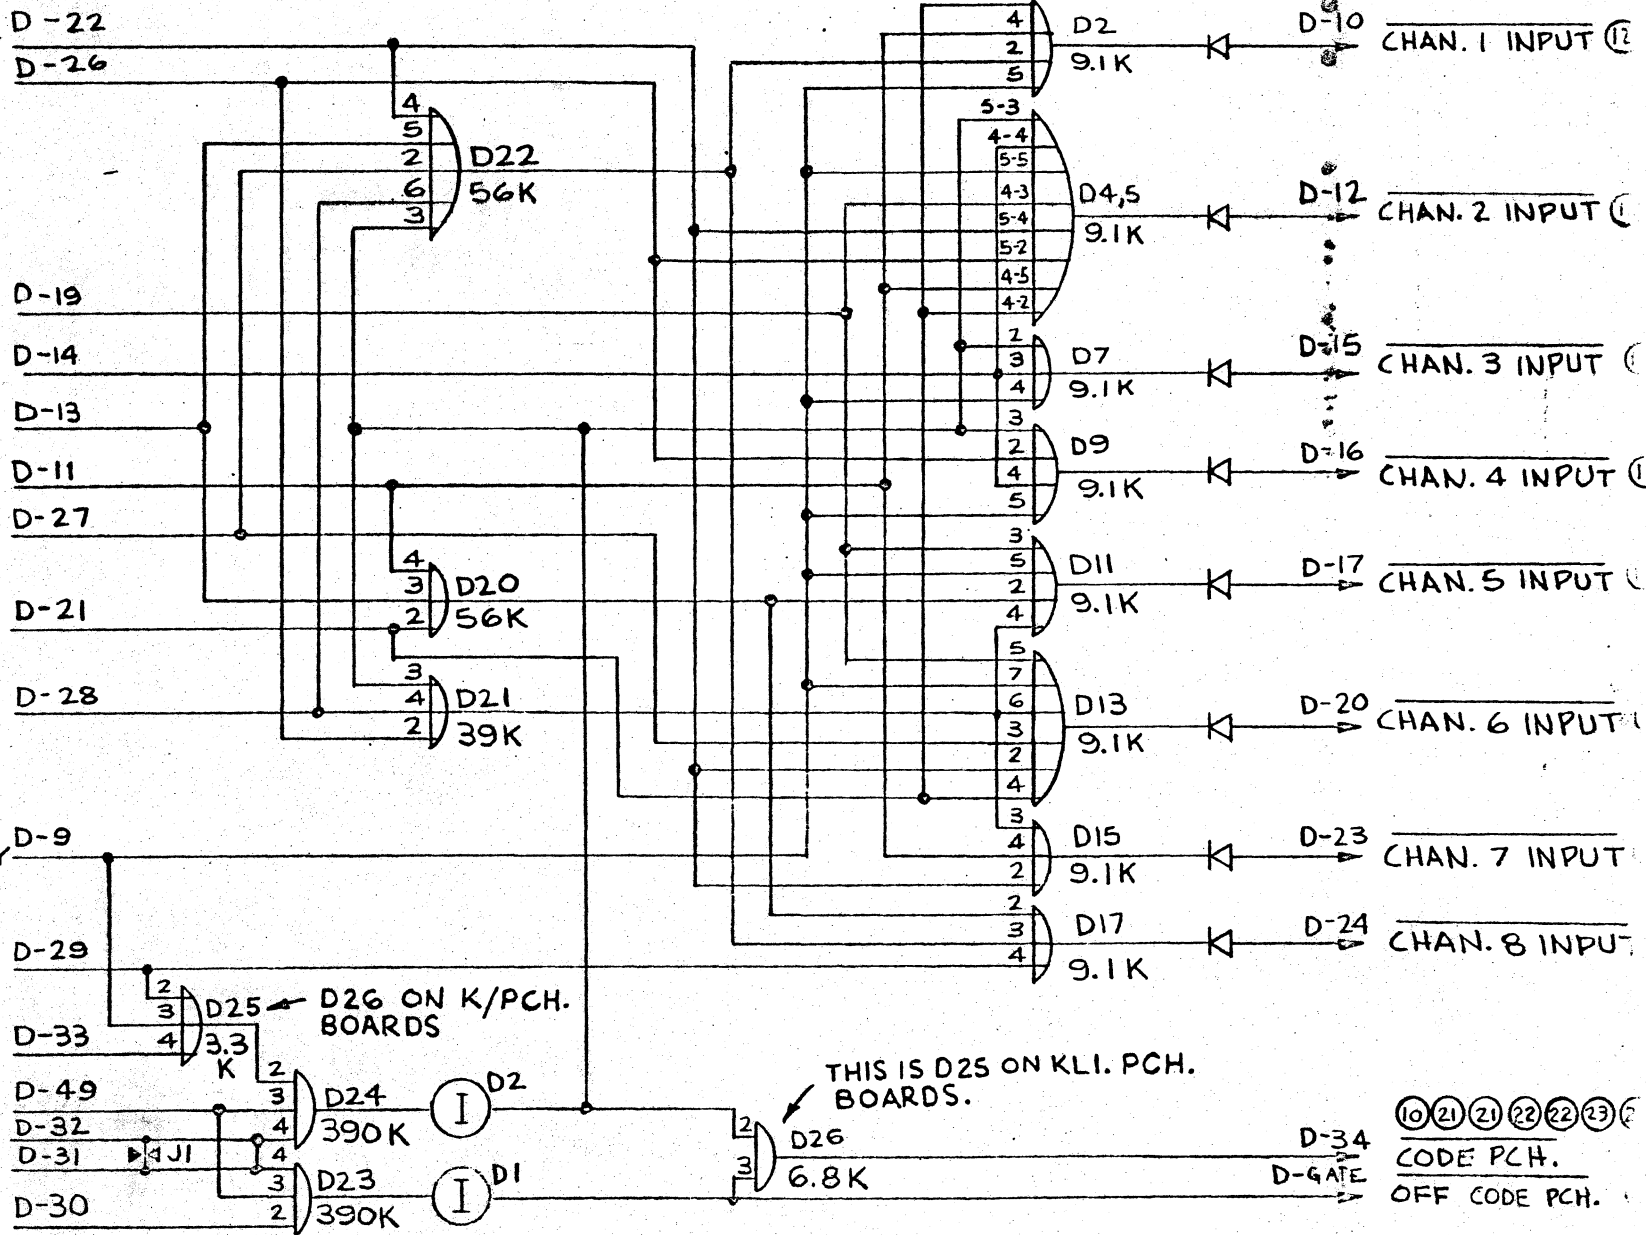 D-22
D-26
D-19
D-14
D-13
D-11
D-27
D-21
D-28
D-9
D-29
D-33
D-49
D-32
D-31
D-30
4
5
2
6
3
D22
56K
4
3
2
D20
56K
3
4
2
D21
39K
2
3
4
D25
3.3
K
D26 ON K/PCH.
BOARDS
2
3
4
D24
390K
J1
4
3
2
D23
390K
I
D2
I
D1
4
2
5
D2
9.1K
5-3
4-4
5-5
4-3
5-4
5-2
4-5
4-2
D4,5
9.1K
2
3
4
D7
9.1K
3
2
4
5
D9
9.1K
3
5
2
4
D11
9.1K
5
7
6
3
2
4
D13
9.1K
3
4
2
D15
9.1K
2
3
4
D17
9.1K
THIS IS D25 ON KLI. PCH.
BOARDS.
2
3
D26
6.8K
D-10
CHAN. 1 INPUT 12
D-12
CHAN. 2 INPUT
D-15
CHAN. 3 INPUT
D-16
CHAN. 4 INPUT
D-17
CHAN. 5 INPUT
D-20
CHAN. 6 INPUT
D-23
CHAN. 7 INPUT
D-24
CHAN. 8 INPUT
10 21 21 22 22 23
D-34
CODE PCH.
D-GATE
OFF CODE PCH.